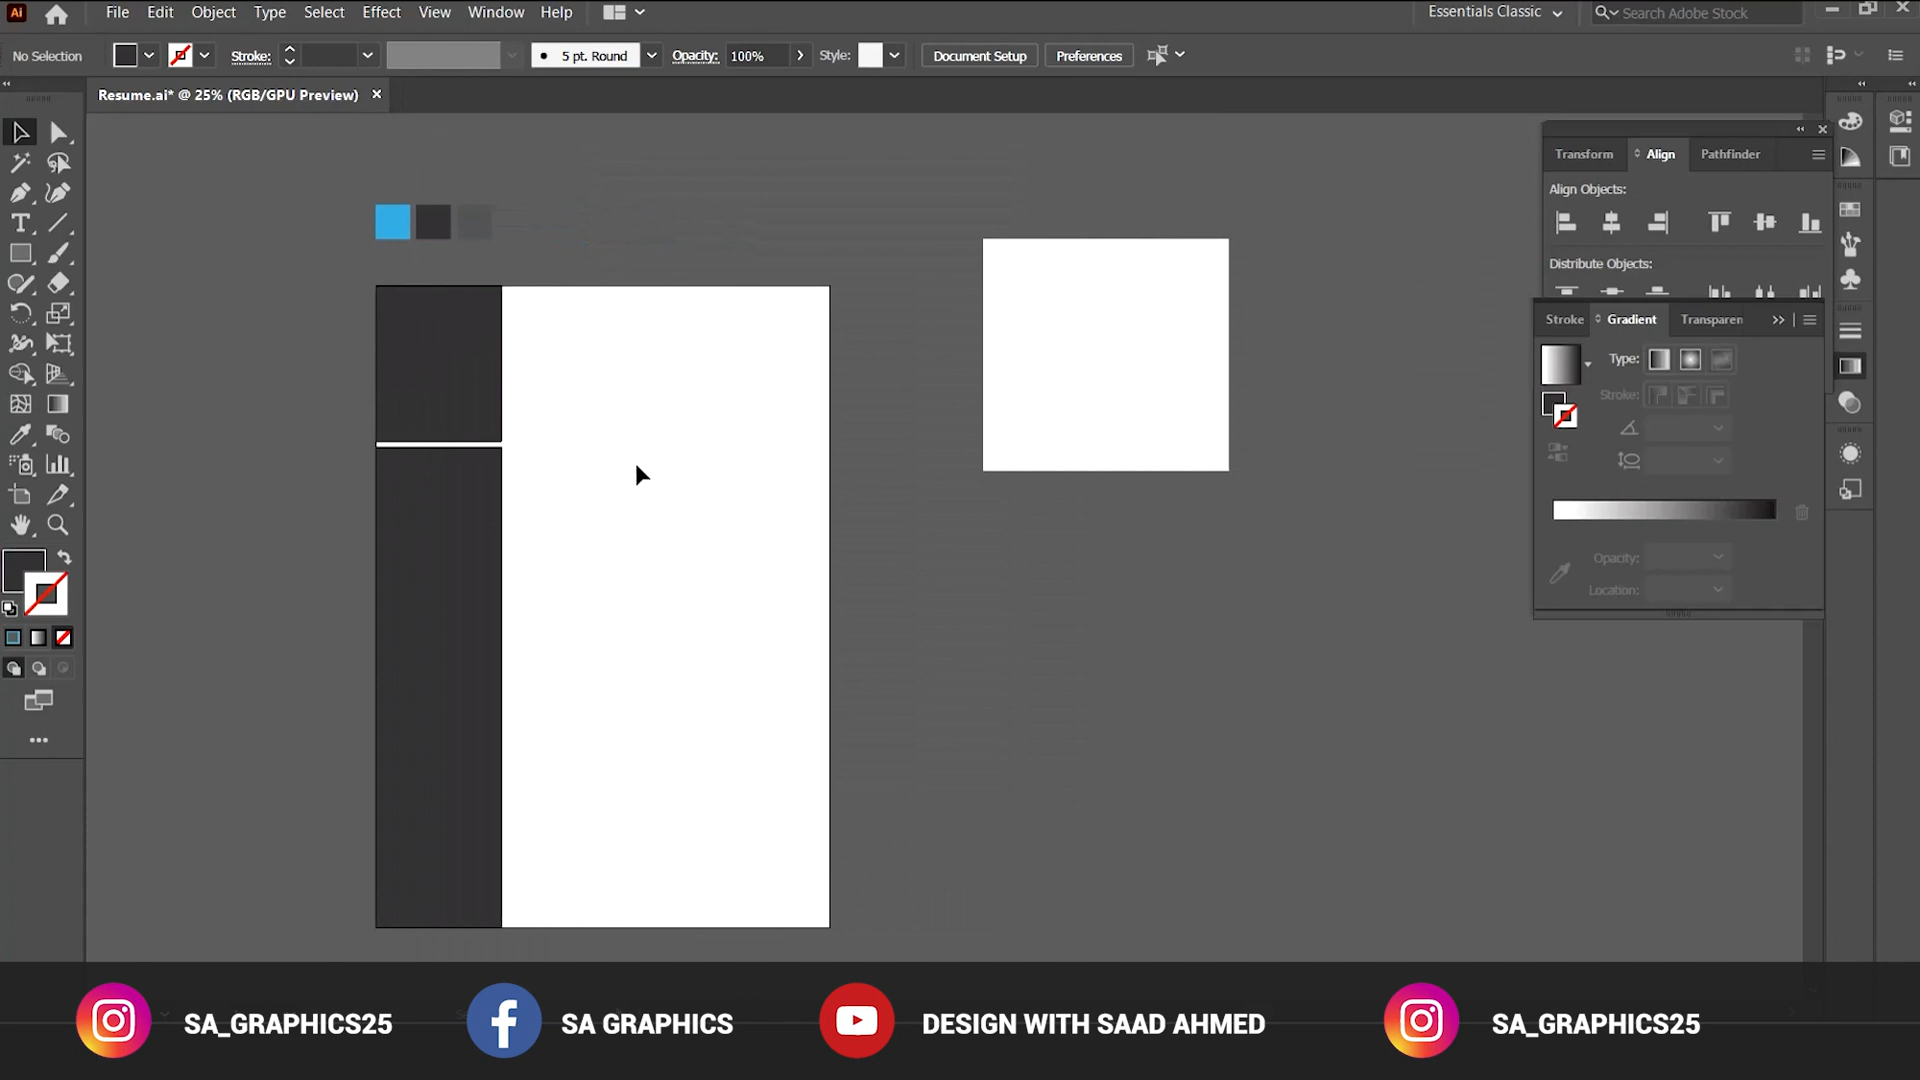 Ai File Edit Object Type Select Effect View Window Help Essentials Classic Search Adobe Stock
No Selection Stroke: 5 pt. Round Opacity: 100% Style: Document Setup Preferences
Resume.ai* @ 25% (RGB/GPU Preview)
Transform Align Pathfinder
Align Objects:
Distribute Objects:
Stroke Gradient Transparen
Type:
Stroke:
Opacity:
Location:
SA_GRAPHICS25 SA GRAPHICS DESIGN WITH SAAD AHMED SA_GRAPHICS25